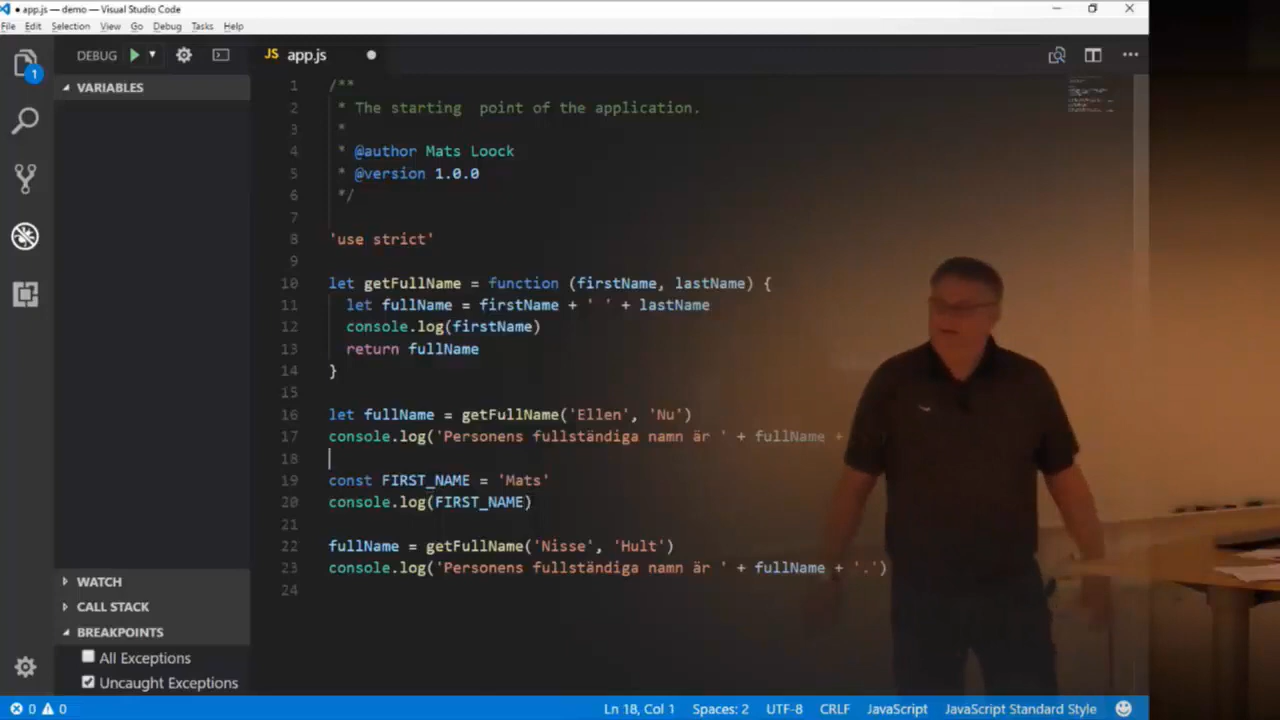 ● app.js — demo — Visual Studio Code
File Edit Selection View Go Debug Tasks Help
DEBUG
JS app.js ●
1
VARIABLES
1 /**
2  * The starting  point of the application.
3  *
4  * @author Mats Loock
5  * @version 1.0.0
6  */
7
8 'use strict'
9
10 let getFullName = function (firstName, lastName) {
11   let fullName = firstName + ' ' + lastName
12   console.log(firstName)
13   return fullName
14 }
15
16 let fullName = getFullName('Ellen', 'Nu')
17 console.log('Personens fullständiga namn är ' + fullName +
18
19 const FIRST_NAME = 'Mats'
20 console.log(FIRST_NAME)
21
22 fullName = getFullName('Nisse', 'Hult')
23 console.log('Personens fullständiga namn är ' + fullName + '.')
24
WATCH
CALL STACK
BREAKPOINTS
All Exceptions
Uncaught Exceptions
0 0 Ln 18, Col 1 Spaces: 2 UTF-8 CRLF JavaScript JavaScript Standard Style